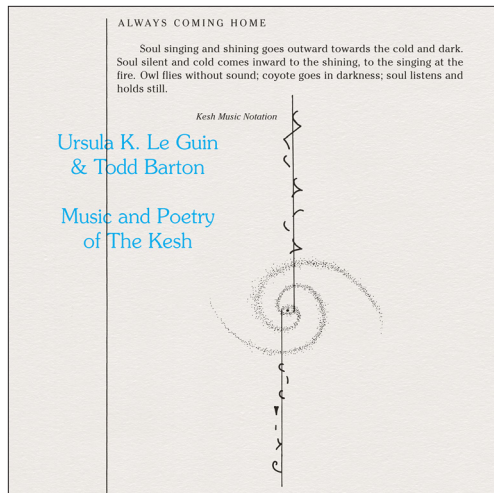 ALWAYS COMING HOME
Soul singing and shining goes outward towards the cold and dark.
Soul silent and cold comes inward to the shining, to the singing at the
fire. Owl flies without sound; coyote goes in darkness; soul listens and
holds still.
Kesh Music Notation
Ursula K. Le Guin
& Todd Barton
Music and Poetry
of The Kesh